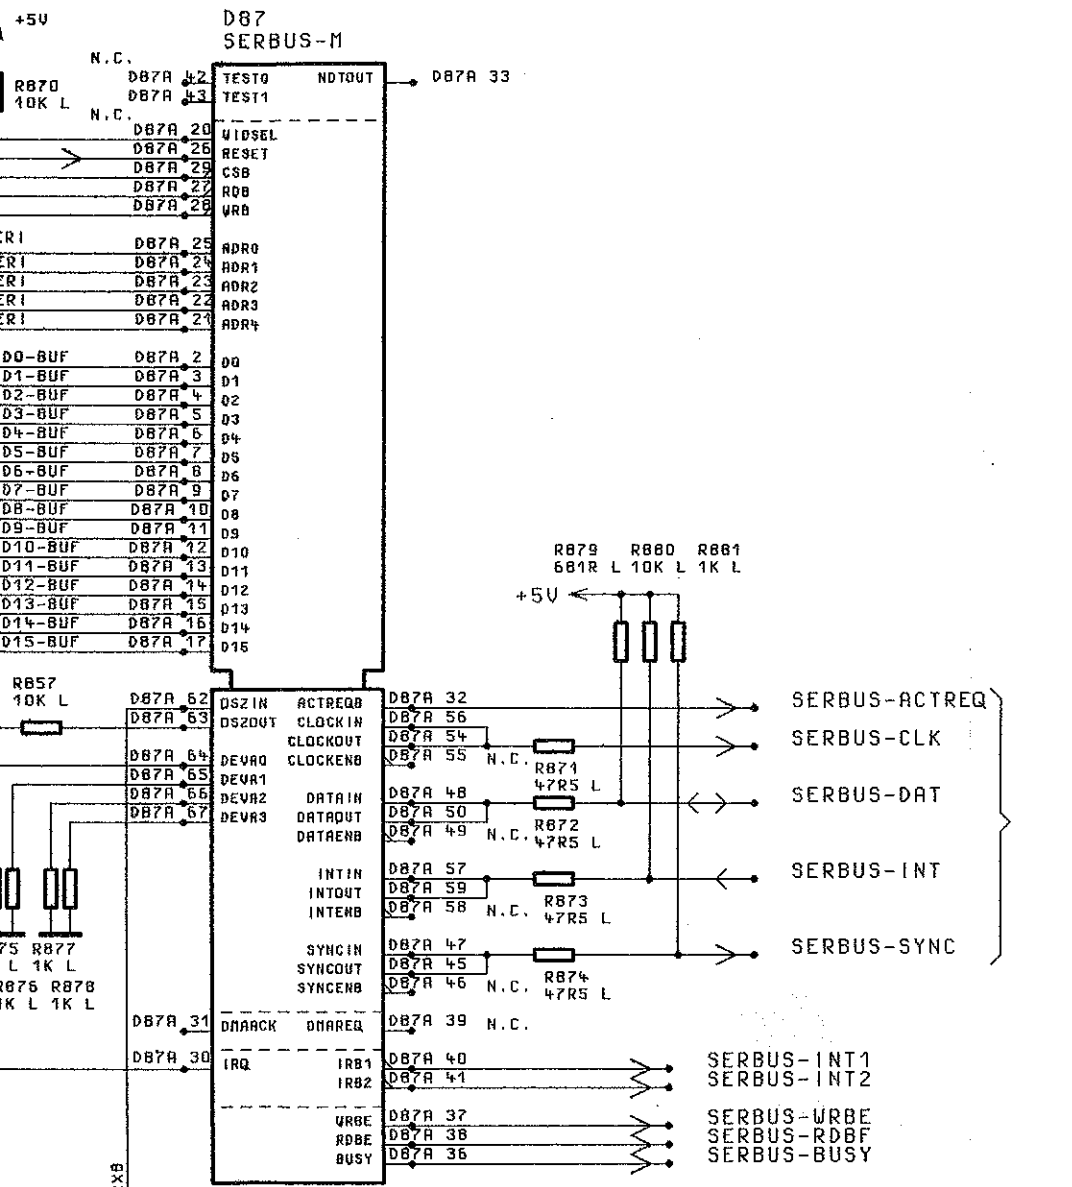 +5V
D87
SERBUS-M
N.C.
D87A 42 TEST0 NDTOUT D87A 33
R870
10K L
D87A 43 TEST1
N.C.
D87A 20 WIDSEL
D87A 26 RESET
D87A 29 CSB
D87A 27 RDB
D87A 28 WRB
ERI D87A 25 ADR0
ERI D87A 24 ADR1
ERI D87A 23 ADR2
ERI D87A 22 ADR3
ERI D87A 21 ADR4
D0-BUF D87A 2 D0
D1-BUF D87A 3 D1
D2-BUF D87A 4 D2
D3-BUF D87A 5 D3
D4-BUF D87A 6 D4
D5-BUF D87A 7 D5
D6-BUF D87A 8 D6
D7-BUF D87A 9 D7
D8-BUF D87A 10 D8
D9-BUF D87A 11 D9
D10-BUF D87A 12 D10
D11-BUF D87A 13 D11
D12-BUF D87A 14 D12
D13-BUF D87A 15 D13
D14-BUF D87A 16 D14
D15-BUF D87A 17 D15
R879 R880 R881
681R L 10K L 1K L
+5V
R857
10K L
D87A 62 DSZIN ACTREQB D87A 32 SERBUS-ACTREQ
D87A 63 DSZOUT CLOCKIN D87A 56
CLOCKOUT D87A 54 SERBUS-CLK
D87A 64 DEVA0 CLOCKENB D87A 55 N.C.
R871
47R5 L
D87A 65 DEVA1
D87A 66 DEVA2 DATAIN D87A 48 SERBUS-DAT
D87A 67 DEVA3 DATAOUT D87A 50
DATAENB D87A 49 N.C.
R872
47R5 L
INTIN D87A 57 SERBUS-INT
INTOUT D87A 59
INTENB D87A 58 N.C.
R873
47R5 L
75 R877
L 1K L
R876 R878
1K L 1K L
SYNCIN D87A 47 SERBUS-SYNC
SYNCOUT D87A 45
SYNCENB D87A 46 N.C.
R874
47R5 L
D87A 31 DMAACK DMAREQ D87A 39 N.C.
D87A 30 IRQ IRB1 D87A 40 SERBUS-INT1
IRB2 D87A 41 SERBUS-INT2
WRBE D87A 37 SERBUS-WRBE
RDBE D87A 38 SERBUS-RDBF
BUSY D87A 36 SERBUS-BUSY